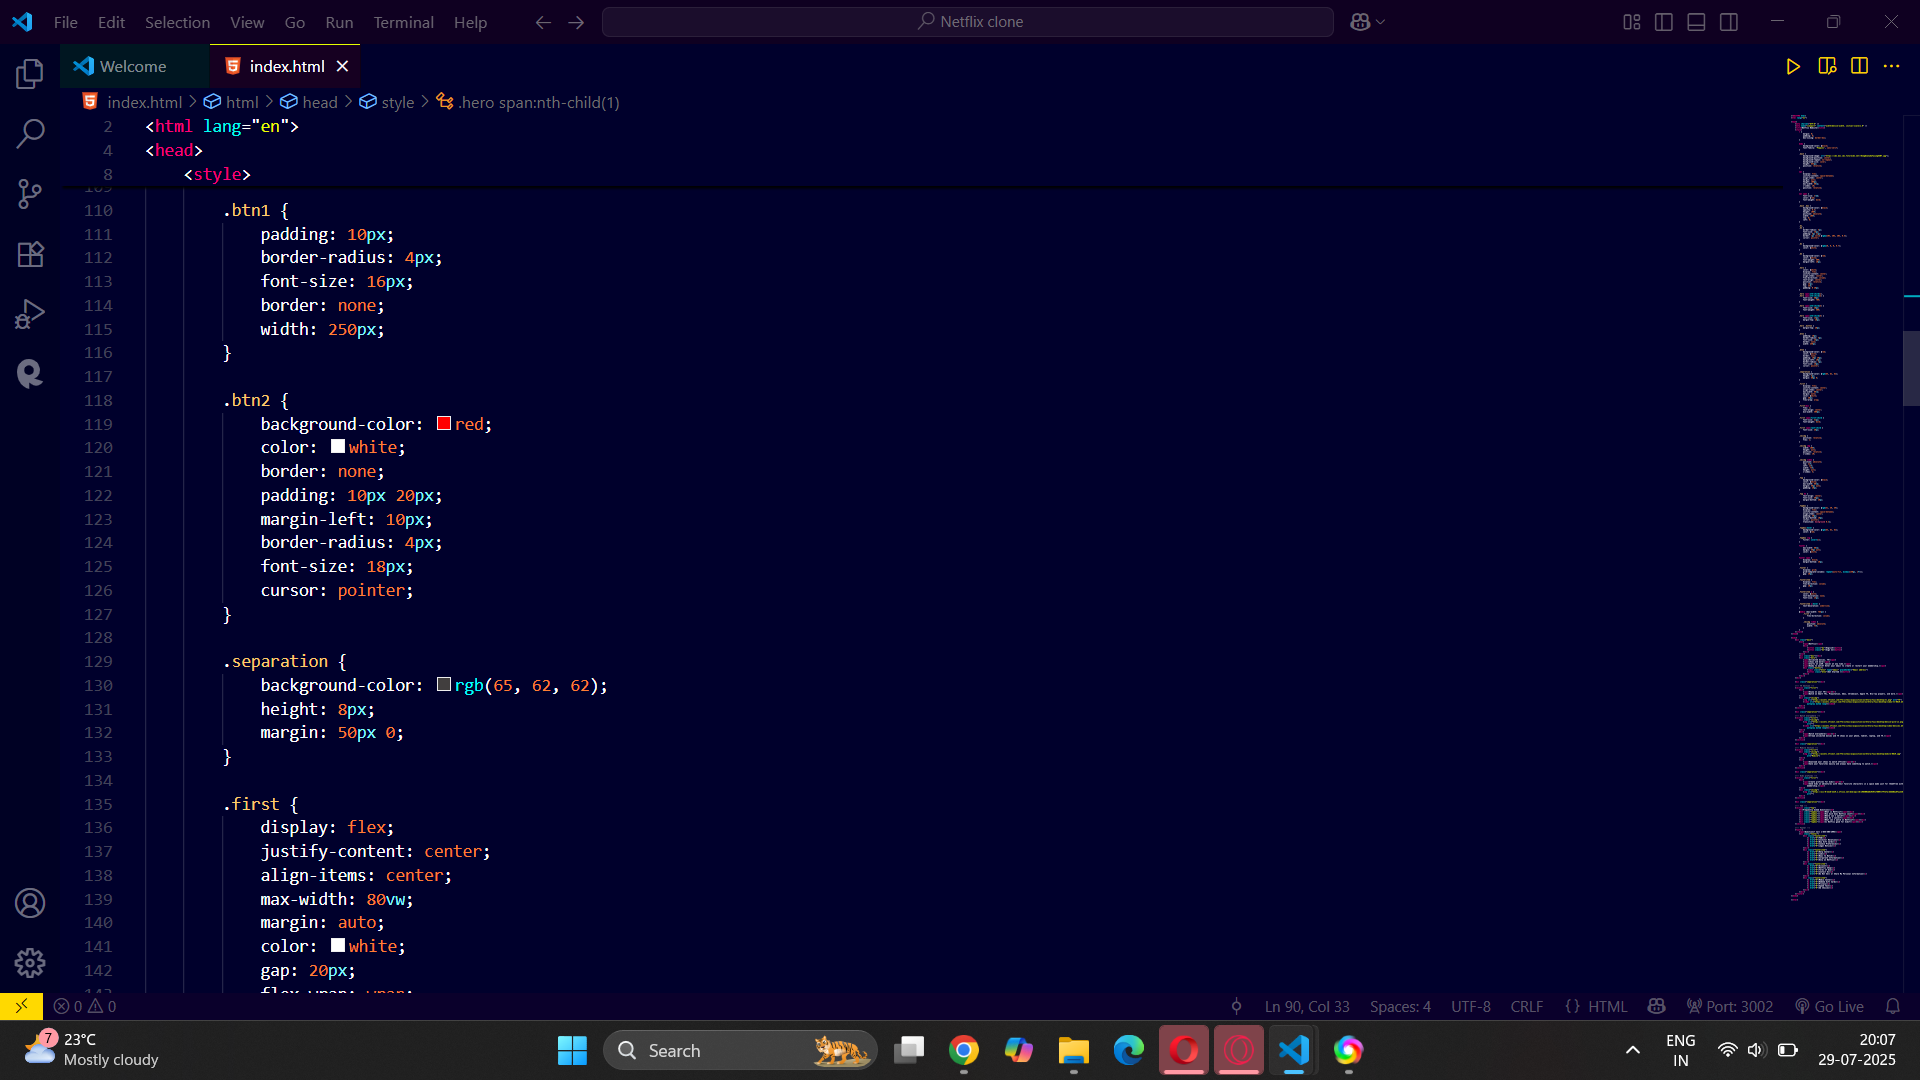 File Edit Selection View Go Run Terminal Help
Netflix clone
Welcome
index.html
index.html > html > head > style > .hero span:nth-child(1)
2 <html lang="en">
4 <head>
8 <style>
109
110 .btn1 {
111 padding: 10px;
112 border-radius: 4px;
113 font-size: 16px;
114 border: none;
115 width: 250px;
116 }
117
118 .btn2 {
119 background-color: red;
120 color: white;
121 border: none;
122 padding: 10px 20px;
123 margin-left: 10px;
124 border-radius: 4px;
125 font-size: 18px;
126 cursor: pointer;
127 }
128
129 .separation {
130 background-color: rgb(65, 62, 62);
131 height: 8px;
132 margin: 50px 0;
133 }
134
135 .first {
136 display: flex;
137 justify-content: center;
138 align-items: center;
139 max-width: 80vw;
140 margin: auto;
141 color: white;
142 gap: 20px;
143 flex-wrap: wrap;
0 0
Ln 90, Col 33 Spaces: 4 UTF-8 CRLF {} HTML Port: 3002 Go Live
7
23°C
Mostly cloudy
Search
ENG
IN
20:07
29-07-2025